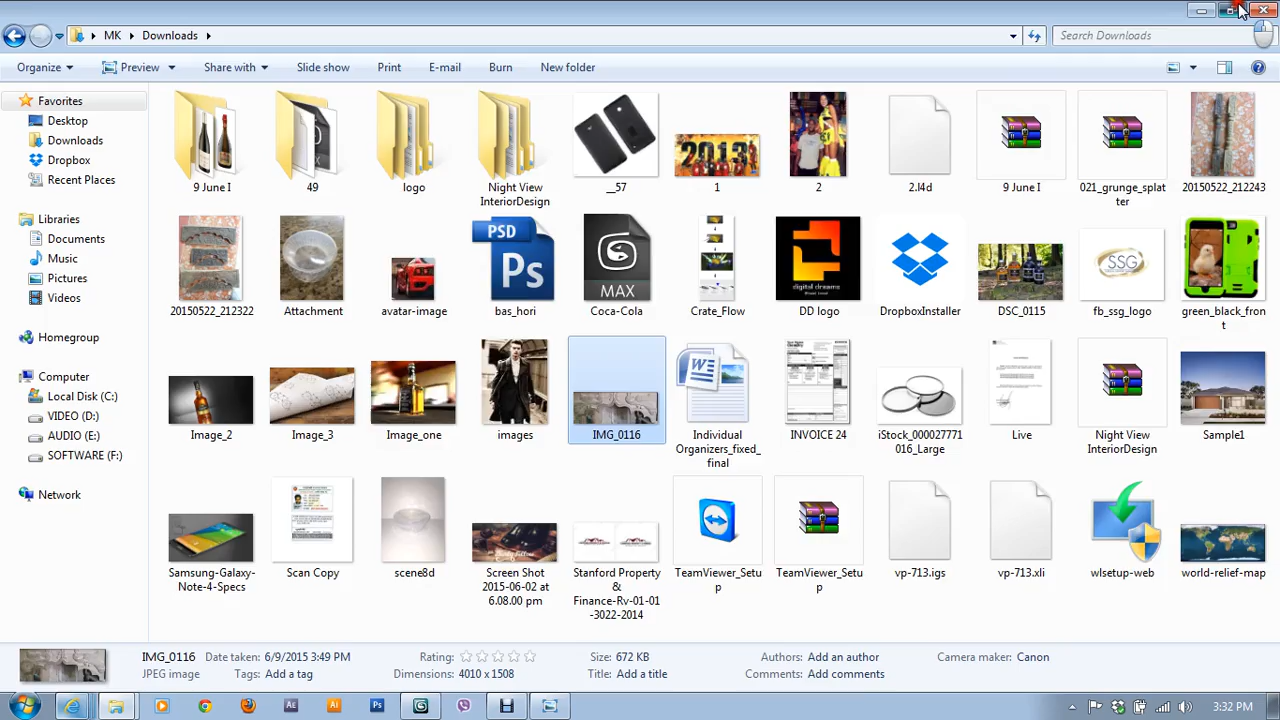 MK
Downloads
Search Downloads
Organize
Preview
Share with
Slide show
Print
E-mail
Burn
New folder
Favorites
Desktop
Downloads
Dropbox
Recent Places
Libraries
Documents
Music
Pictures
Videos
Homegroup
Computer
Local Disk (C:)
VIDEO (D:)
AUDIO (E:)
SOFTWARE (F:)
Network
9 June I
49
logo
Night View
InteriorDesign
__57
2013
1
2
2.l4d
9 June I
021_grunge_splat
ter
20150522_212243
20150522_212322
Attachment
avatar-image
PSD
Ps
bas_hori
MAX
Coca-Cola
Crate_Flow
digital dreams
DD logo
DropboxInstaller
DSC_0115
SSG
fb_ssg_logo
green_black_fron
t
Image_2
Image_3
Image_one
images
IMG_0116
W
Individual
Organizers_fixed_
final
INVOICE 24
iStock_000027771
016_Large
Live
Night View
InteriorDesign
Sample1
Samsung-Galaxy-
Note-4-Specs
Scan Copy
scene8d
Screen Shot
2015-06-02 at
6.08.00 pm
Stanford Property
&
Finance-Rv-01-01
-3022-2014
TeamViewer_Setu
p
TeamViewer_Setu
p
vp-713.igs
vp-713.xli
wlsetup-web
world-relief-map
IMG_0116
JPEG image
Date taken: 6/9/2015 3:49 PM
Tags: Add a tag
Rating:
Dimensions: 4010 x 1508
Size: 672 KB
Title: Add a title
Authors: Add an author
Comments: Add comments
Camera maker: Canon
Ae
Ai
Ps
3:32 PM